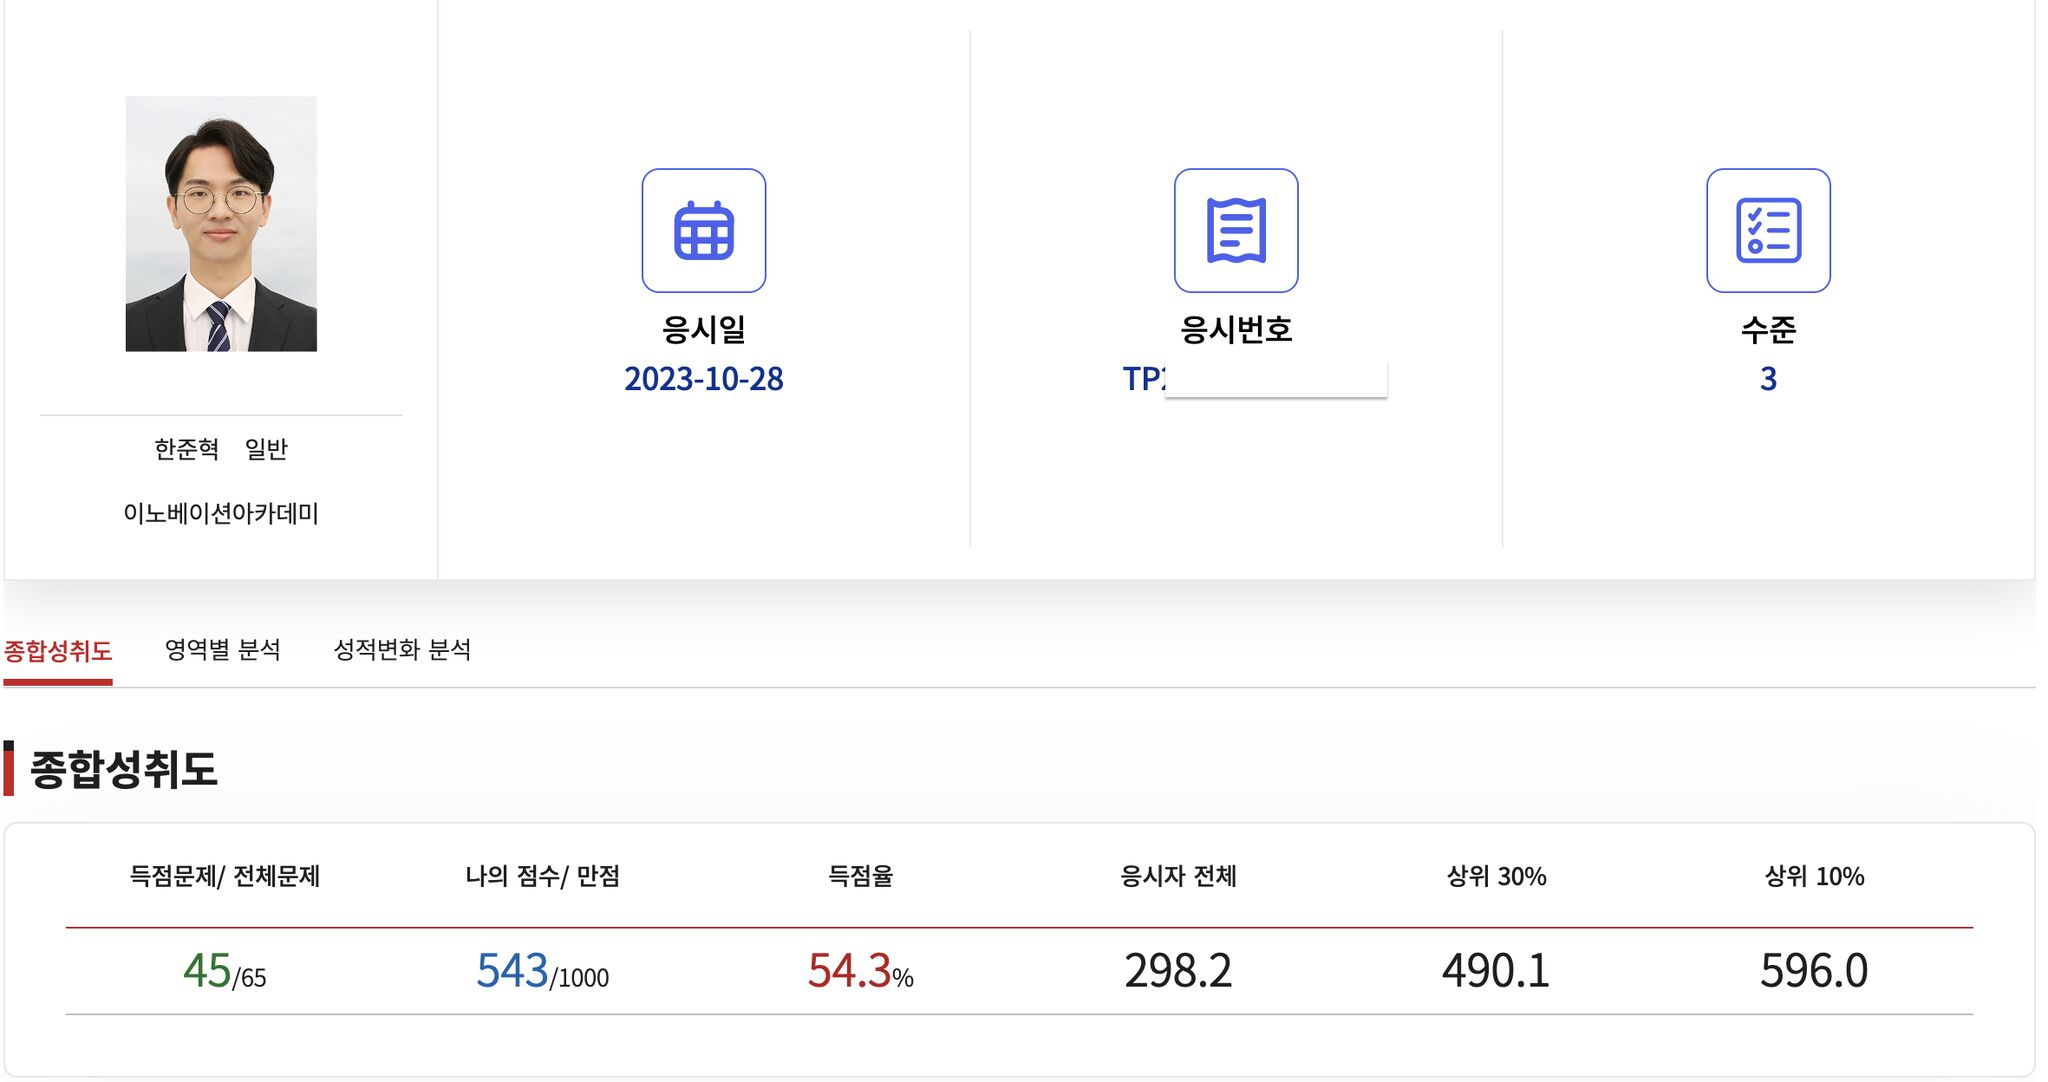 한준혁 일반
이노베이션아카데미
응시일
2023-10-28
응시번호
수준
3
종합성취도 영역별 분석 성적변화 분석
종합성취도
득점문제/ 전체문제 나의 점수/ 만점 득점율 응시자 전체 상위 30% 상위 10%
45/65 543/1000 54.3% 298.2 490.1 596.0